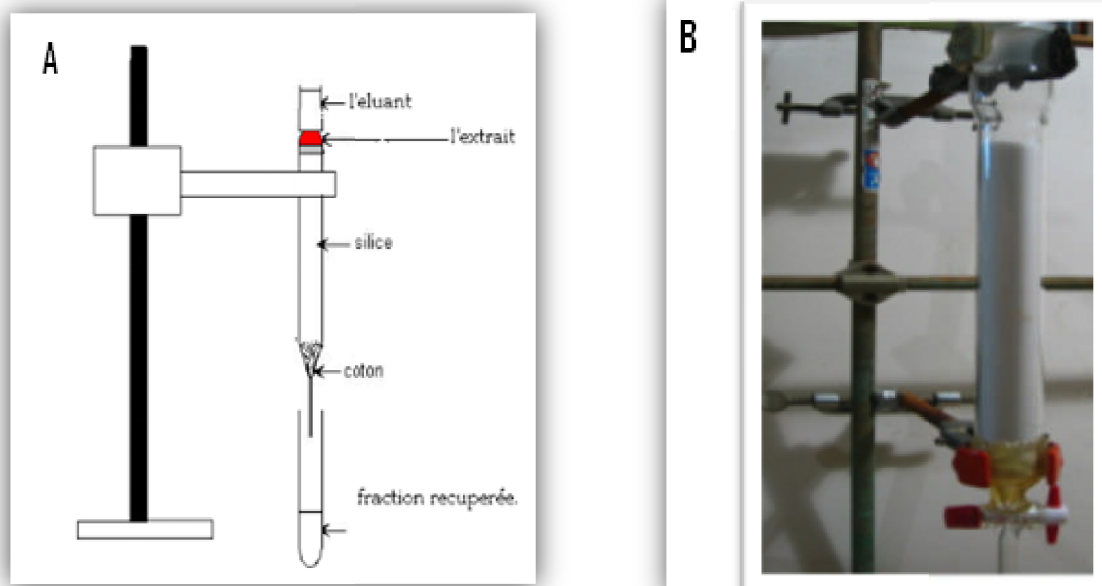 A
l'eluant
l'extrait
silice
coton
fraction recuperée.
B